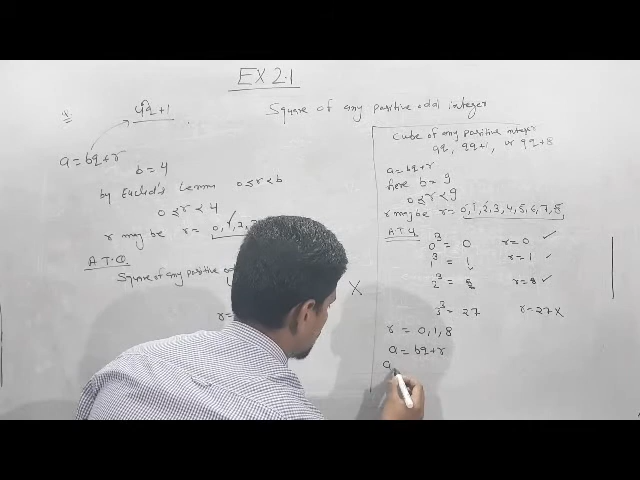 EX 2.1
4q+1
Square of any positive odd integer
a = bq+r
b = 4
by Euclid's Lemma 0≤r<b
0≤r<4
r may be r = 0,1,2,
A.T.Q.
Square of any positive od
r=
X
Cube of any positive integer
9q, 9q+1, or 9q+8
a = bq+r
here b = 9
0≤r<9
r may be r = 0,1,2,3,4,5,6,7,8
A.T.Q.
0³ = 0 r=0 ✓
1³ = 1 r=1 ✓
2³ = 8 r=8 ✓
3³ = 27 r=27 X
r = 0,1,8
a = bq+r
a